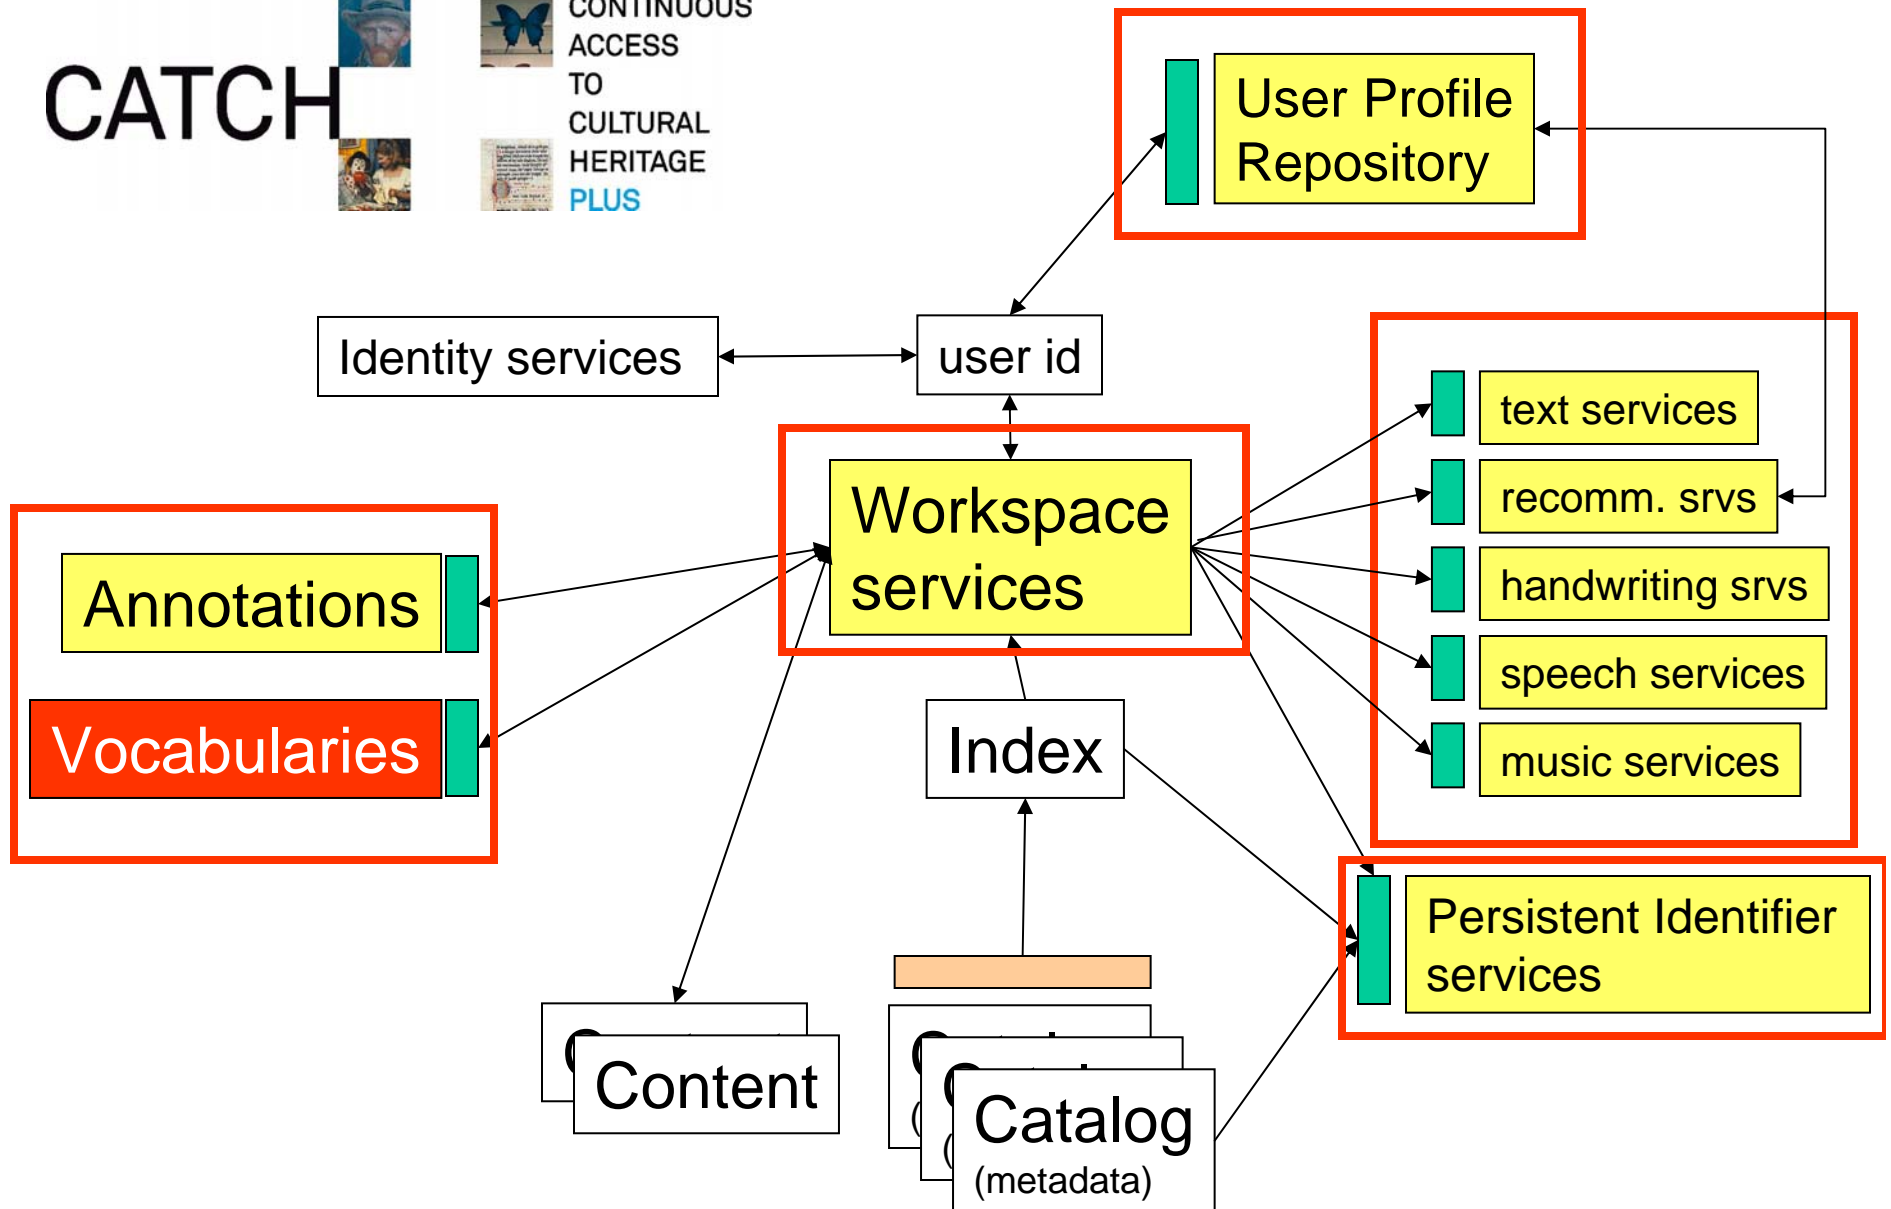 CATCH
CONTINUOUS
ACCESS
TO
CULTURAL
HERITAGE
PLUS
User Profile
Repository
Identity services
user id
text services
recomm. srvs
handwriting srvs
speech services
music services
Workspace
services
Annotations
Vocabularies
Index
Persistent Identifier
services
Content
Catalog
(metadata)